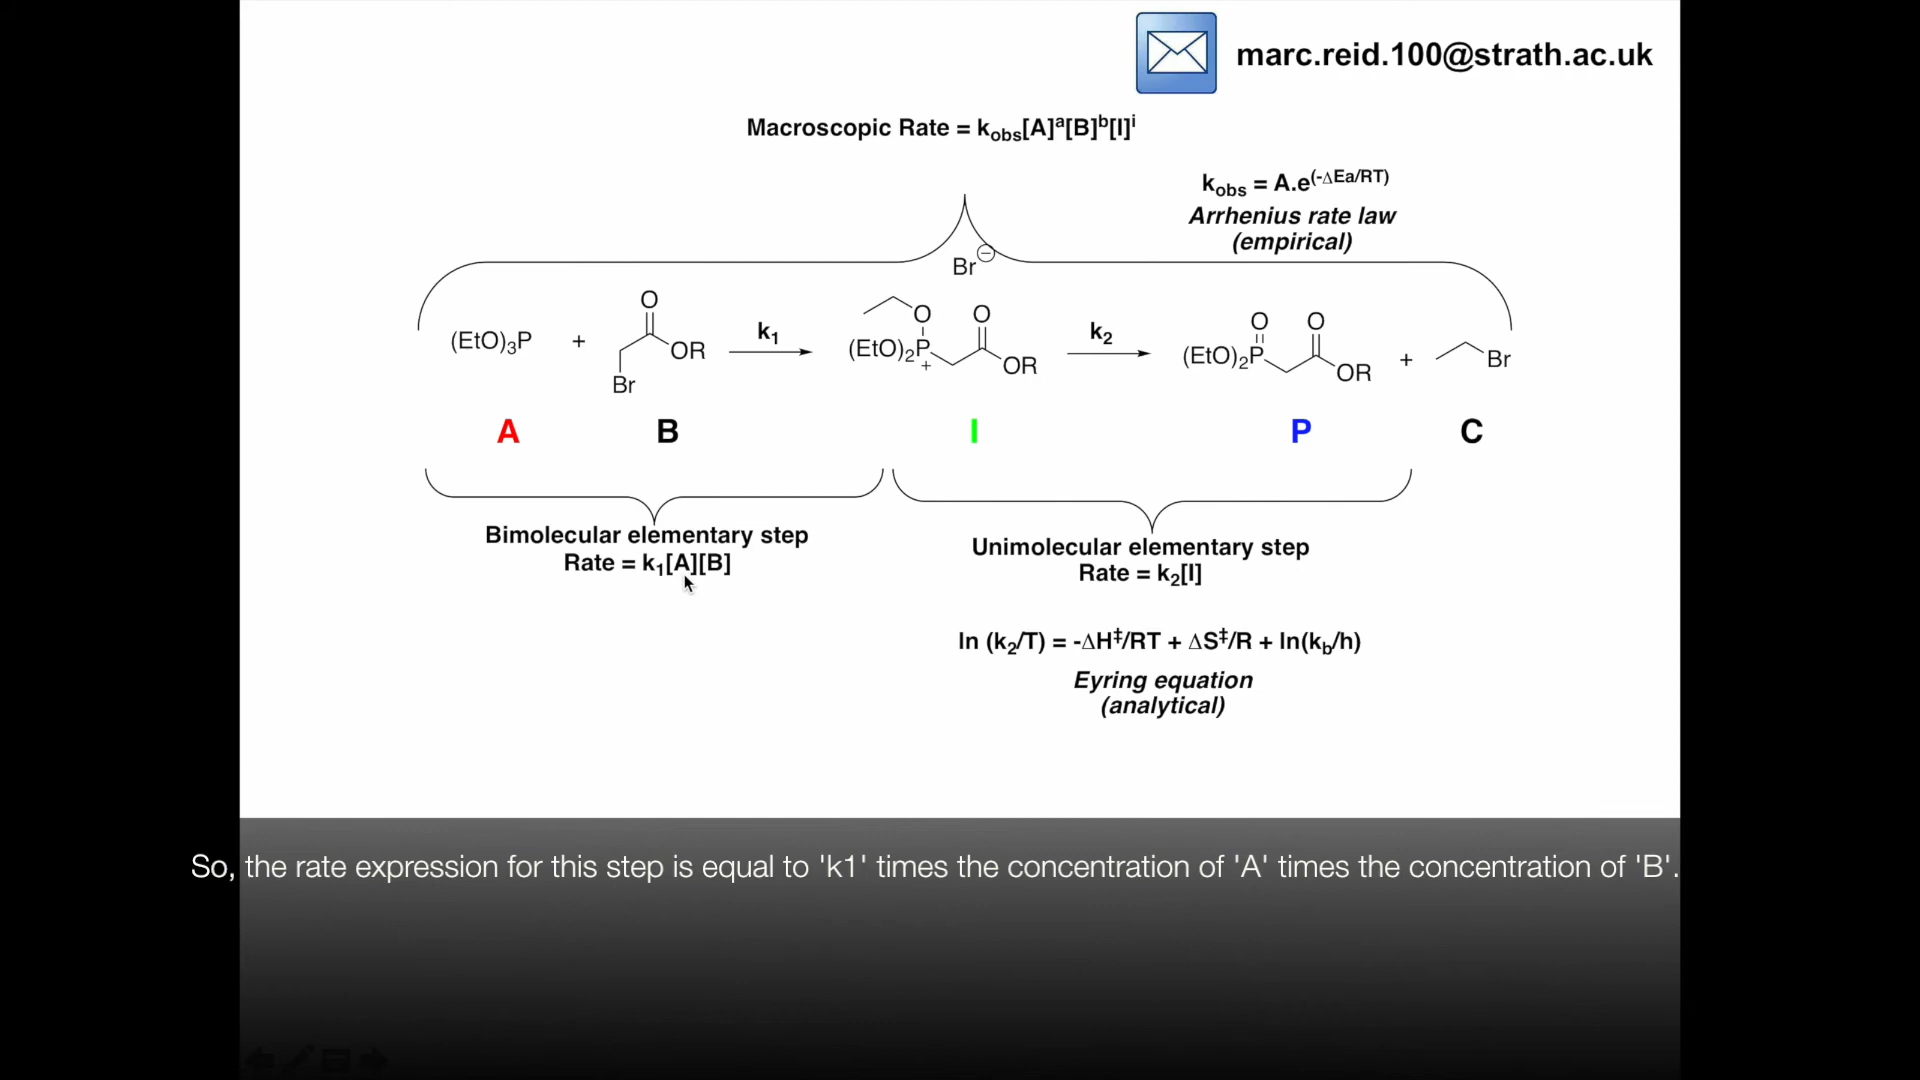 marc.reid.100@strath.ac.uk
Macroscopic Rate = k_obs[A]^a[B]^b[I]^i
k_obs = A.e^(-ΔEa/RT)
Arrhenius rate law
(empirical)
Br⊖
(EtO)₃P + O OR Br k₁ O O (EtO)₂P + OR k₂ O O (EtO)₂P OR + Br
A B I P C
Bimolecular elementary step
Rate = k₁[A][B]
Unimolecular elementary step
Rate = k₂[I]
ln (k₂/T) = -ΔH‡/RT + ΔS‡/R + ln(k_b/h)
Eyring equation
(analytical)
So, the rate expression for this step is equal to 'k1' times the concentration of 'A' times the concentration of 'B'.